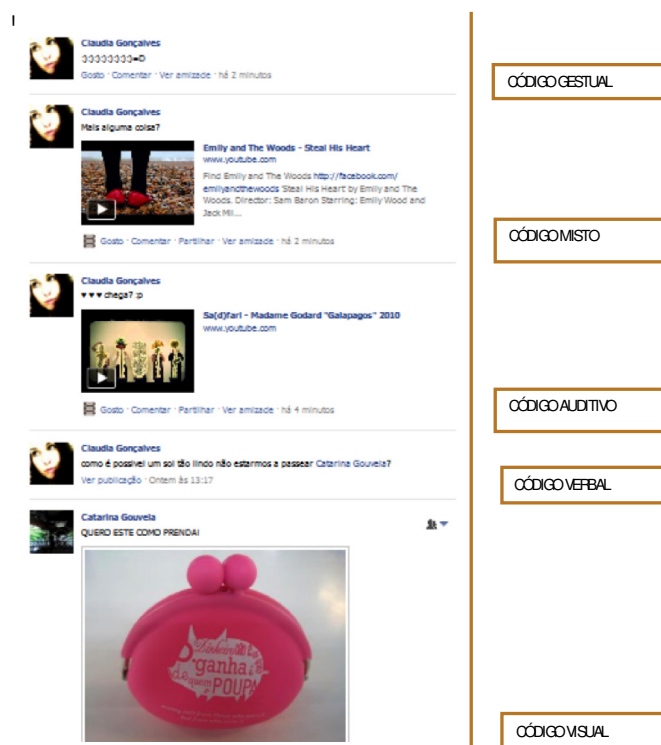 I
Claudia Gonçalves
:):):):):):):):)=D
Gosto · Comentar · Ver amizade · há 2 minutos
CÓDIGO GESTUAL
Claudia Gonçalves
Mais alguma coisa?
Emily and The Woods - Steal His Heart
www.youtube.com
Find Emily and The Woods http://facebook.com/
emilyandthewoods 'Steal His Heart' by Emily and The
Woods. Director: Sam Baron Starring: Emily Wood and
Jack Mil...
Gosto · Comentar · Partilhar · Ver amizade · há 2 minutos
CÓDIGO MISTO
Claudia Gonçalves
♥ ♥ ♥ chega? :p
Sa(d)fari - Madame Godard "Galapagos" 2010
www.youtube.com
Gosto · Comentar · Partilhar · Ver amizade · há 4 minutos
CÓDIGO AUDITIVO
Claudia Gonçalves
como é possivel um sol tão lindo não estarmos a passear Catarina Gouveia?
Ver publicação · Ontem às 13:17
CÓDIGO VERBAL
Catarina Gouveia
QUERO ESTE COMO PRENDA!
Dinheiro
ganha
quem
POUPA
CÓDIGO VISUAL